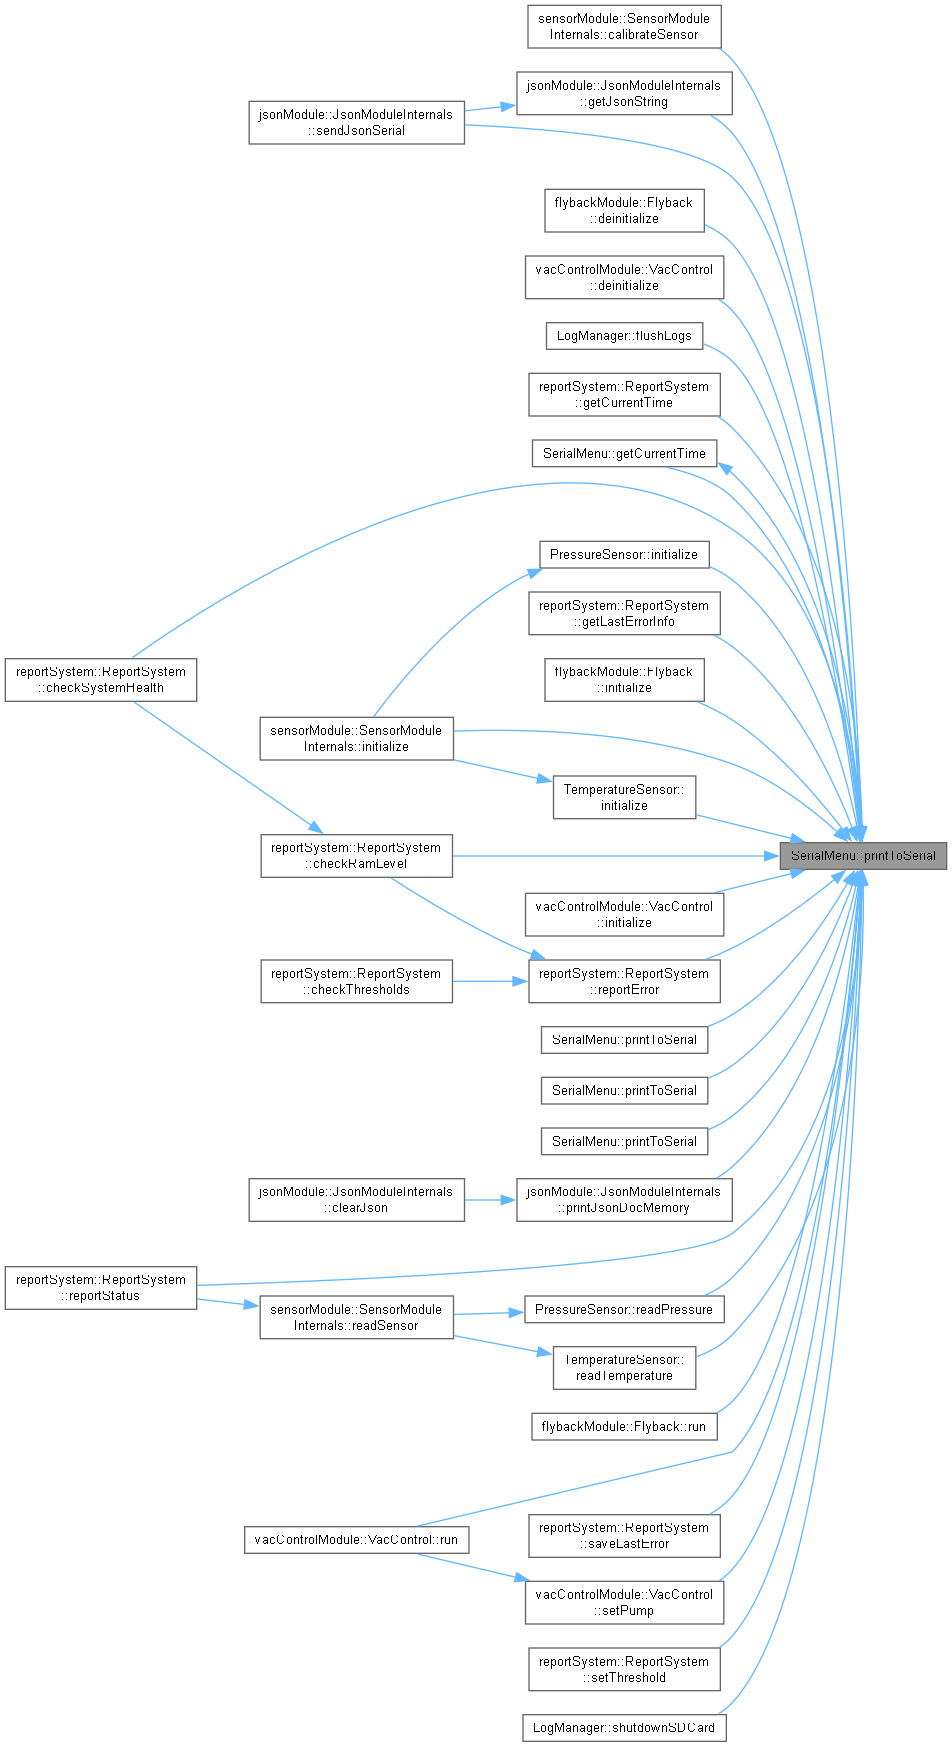 sensorModule::SensorModule
Internals::calibrateSensor
jsonModule::JsonModuleInternals
::getJsonString
jsonModule::JsonModuleInternals
::sendJsonSerial
flybackModule::Flyback
::deinitialize
vacControlModule::VacControl
::deinitialize
LogManager::flushLogs
reportSystem::ReportSystem
::getCurrentTime
SerialMenu::getCurrentTime
PressureSensor::initialize
reportSystem::ReportSystem
::getLastErrorInfo
reportSystem::ReportSystem
::checkSystemHealth
flybackModule::Flyback
::initialize
sensorModule::SensorModule
Internals::initialize
TemperatureSensor::
initialize
reportSystem::ReportSystem
::checkRamLevel
SerialMenu::printToSerial
vacControlModule::VacControl
::initialize
reportSystem::ReportSystem
::checkThresholds
reportSystem::ReportSystem
::reportError
SerialMenu::printToSerial
SerialMenu::printToSerial
SerialMenu::printToSerial
jsonModule::JsonModuleInternals
::clearJson
jsonModule::JsonModuleInternals
::printJsonDocMemory
reportSystem::ReportSystem
::reportStatus
sensorModule::SensorModule
Internals::readSensor
PressureSensor::readPressure
TemperatureSensor::
readTemperature
flybackModule::Flyback::run
vacControlModule::VacControl::run
reportSystem::ReportSystem
::saveLastError
vacControlModule::VacControl
::setPump
reportSystem::ReportSystem
::setThreshold
LogManager::shutdownSDCard